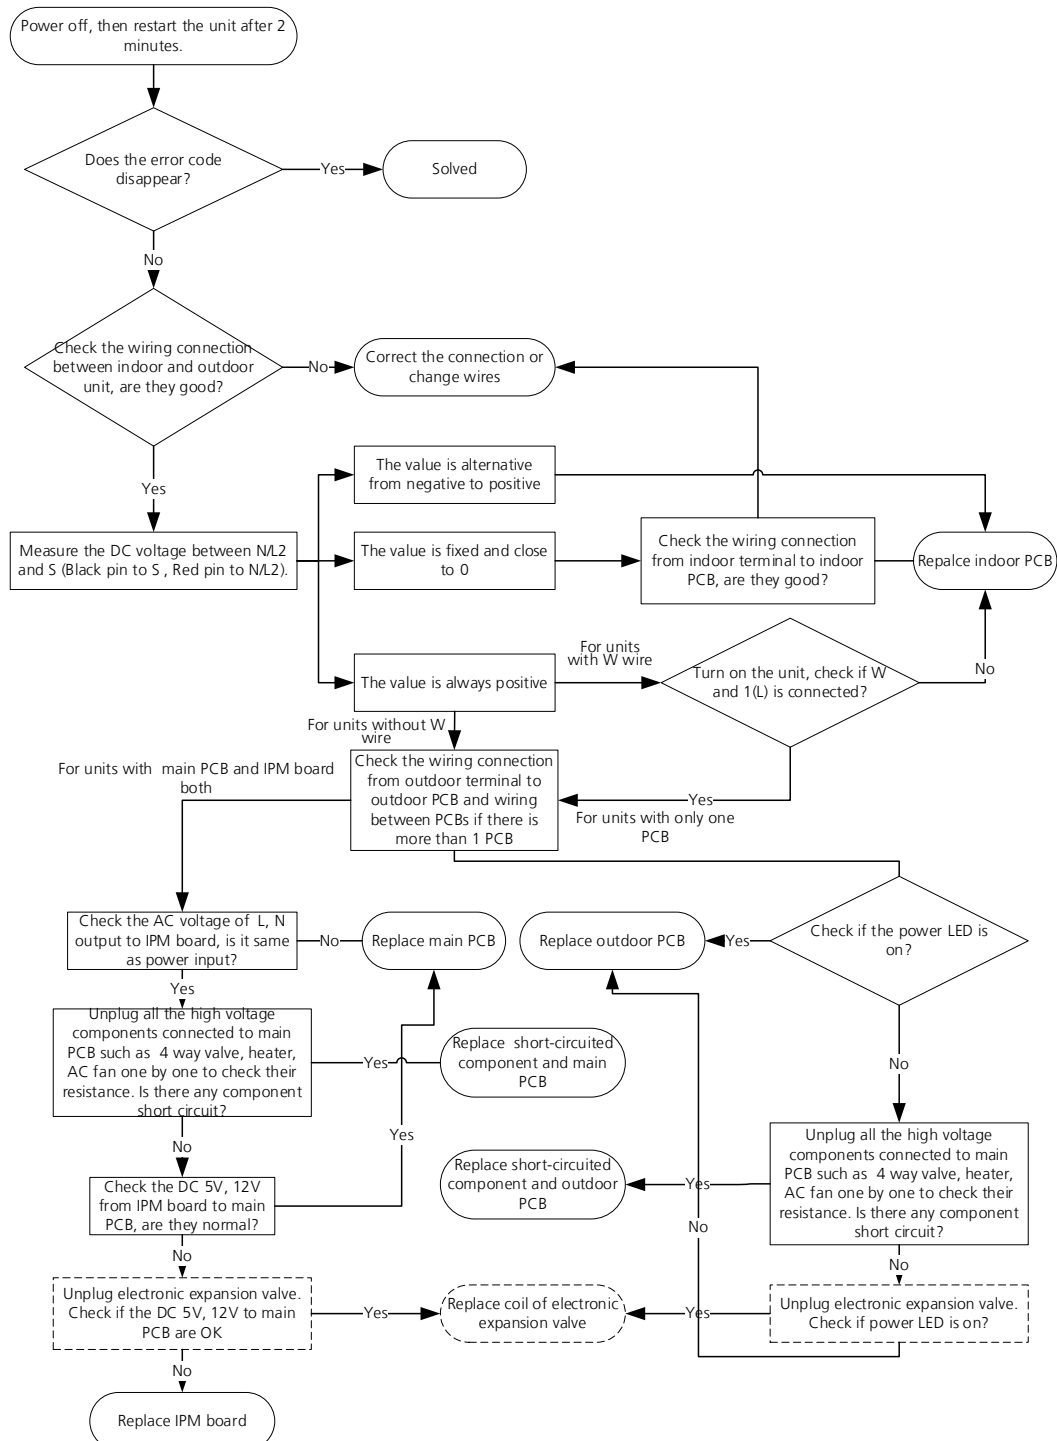 Power off, then restart the unit after 2
minutes.
Does the error code
disappear?
Yes
Solved
No
Check the wiring connection
between indoor and outdoor
unit, are they good?
No
Correct the connection or
change wires
Yes
The value is alternative
from negative to positive
Measure the DC voltage between N/L2
and S (Black pin to S , Red pin to N/L2).
The value is fixed and close
to 0
Check the wiring connection
from indoor terminal to indoor
PCB, are they good?
Repalce indoor PCB
The value is always positive
For units
with W wire
Turn on the unit, check if W
and 1(L) is connected?
No
For units without W
wire
For units with main PCB and IPM board
both
Check the wiring connection
from outdoor terminal to
outdoor PCB and wiring
between PCBs if there is
more than 1 PCB
Yes
For units with only one
PCB
Check the AC voltage of L, N
output to IPM board, is it same
as power input?
No
Replace main PCB
Replace outdoor PCB
Yes
Check if the power LED is
on?
Yes
Unplug all the high voltage
components connected to main
PCB such as 4 way valve, heater,
AC fan one by one to check their
resistance. Is there any component
short circuit?
Yes
Replace short-circuited
component and main
PCB
No
No
Yes
Check the DC 5V, 12V
from IPM board to main
PCB, are they normal?
Replace short-circuited
component and outdoor
PCB
Yes
Unplug all the high voltage
components connected to main
PCB such as 4 way valve, heater,
AC fan one by one to check their
resistance. Is there any component
short circuit?
No
No
No
Unplug electronic expansion valve.
Check if the DC 5V, 12V to main
PCB are OK
Yes
Replace coil of electronic
expansion valve
Yes
Unplug electronic expansion valve.
Check if power LED is on?
No
Replace IPM board